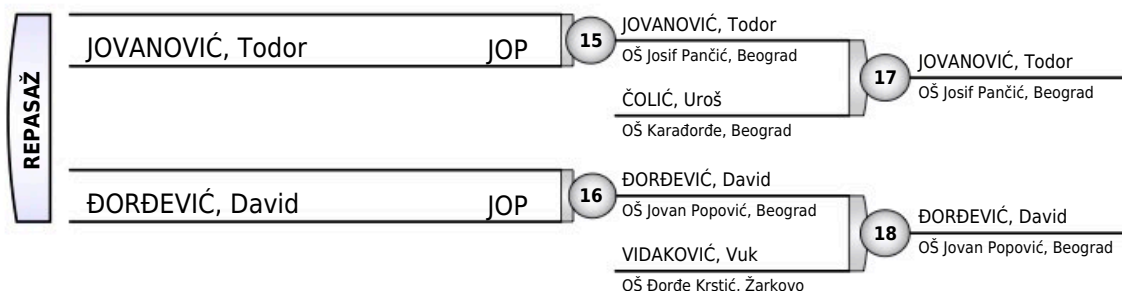 REPASAŽ
JOVANOVIĆ, Todor JOP
15
JOVANOVIĆ, Todor
OŠ Josif Pančić, Beograd
ČOLIĆ, Uroš
OŠ Karađorđe, Beograd
17
JOVANOVIĆ, Todor
OŠ Josif Pančić, Beograd
ĐORĐEVIĆ, David JOP
16
ĐORĐEVIĆ, David
OŠ Jovan Popović, Beograd
VIDAKOVIĆ, Vuk
OŠ Đorđe Krstić, Žarkovo
18
ĐORĐEVIĆ, David
OŠ Jovan Popović, Beograd